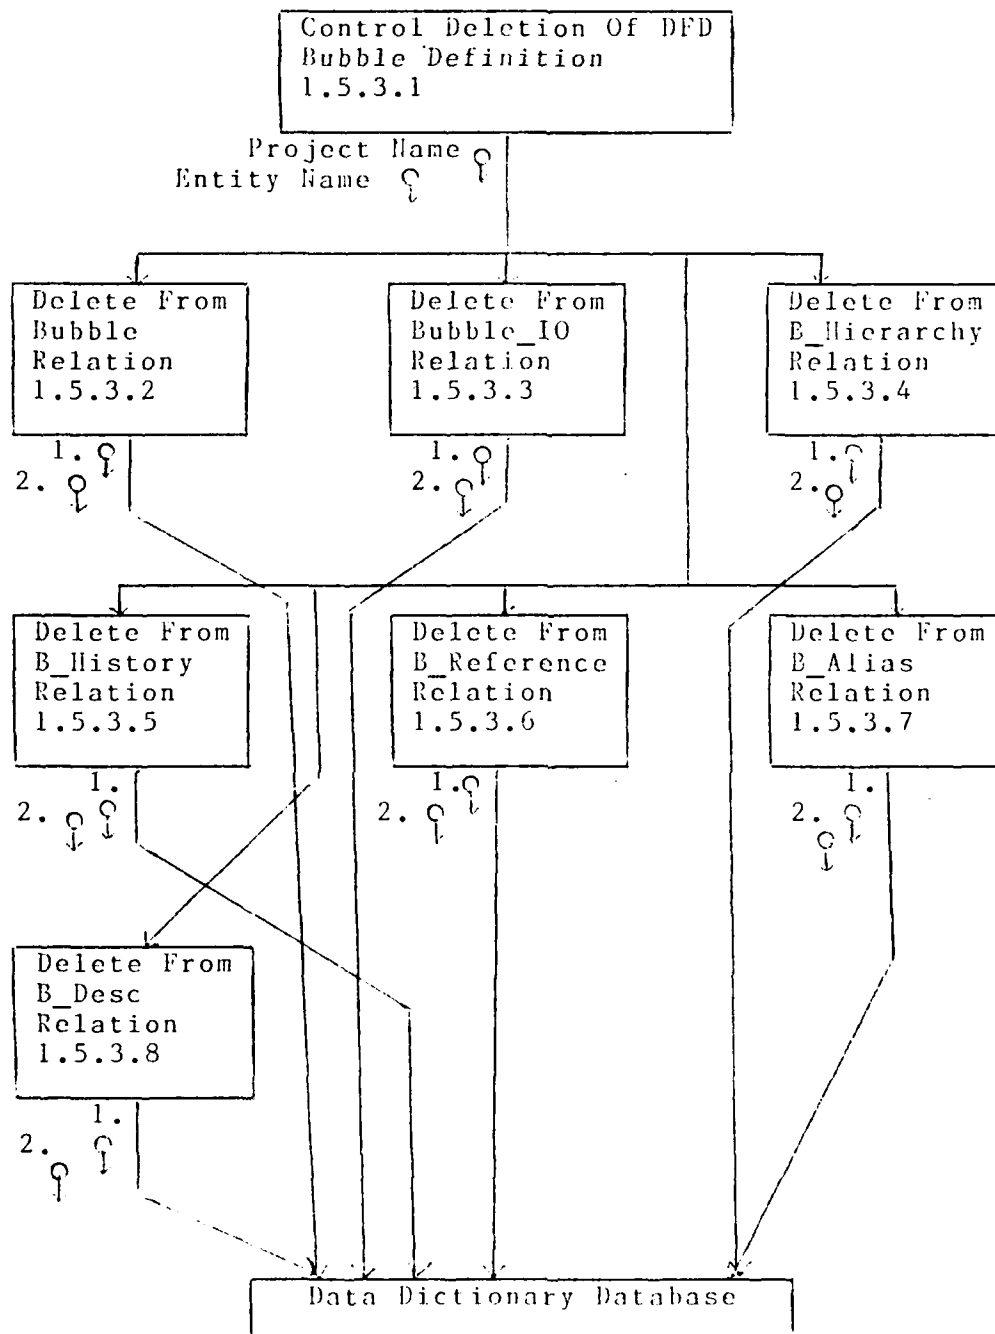 Control Deletion Of DFD
Bubble Definition
1.5.3.1
Project Name
Entity Name
Delete From
Bubble
Relation
1.5.3.2
Delete From
Bubble_IO
Relation
1.5.3.3
Delete From
B_Hierarchy
Relation
1.5.3.4
1.
2.
1.
2.
1.
2.
Delete From
B_History
Relation
1.5.3.5
Delete From
B_Reference
Relation
1.5.3.6
Delete From
B_Alias
Relation
1.5.3.7
1.
2.
1.
2.
1.
2.
Delete From
B_Desc
Relation
1.5.3.8
1.
2.
Data Dictionary Database